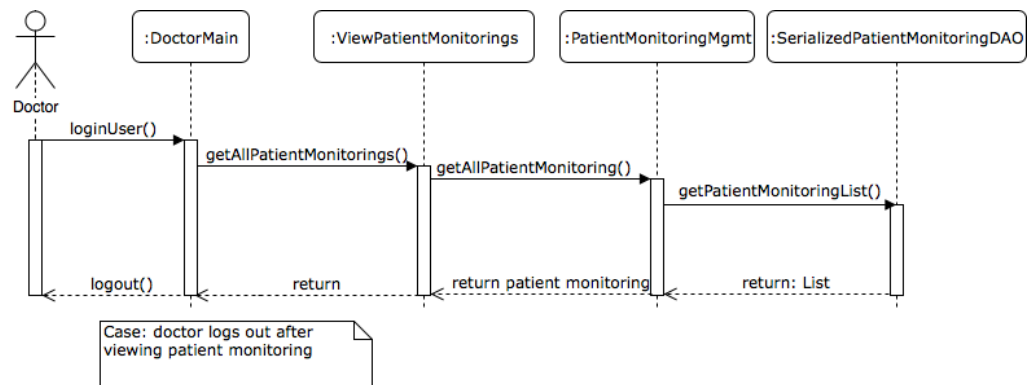 :DoctorMain
:ViewPatientMonitorings
:PatientMonitoringMgmt
:SerializedPatientMonitoringDAO
Doctor
loginUser()
getAllPatientMonitorings()
getAllPatientMonitoring()
getPatientMonitoringList()
logout()
return
return patient monitoring
return: List
Case: doctor logs out after
viewing patient monitoring